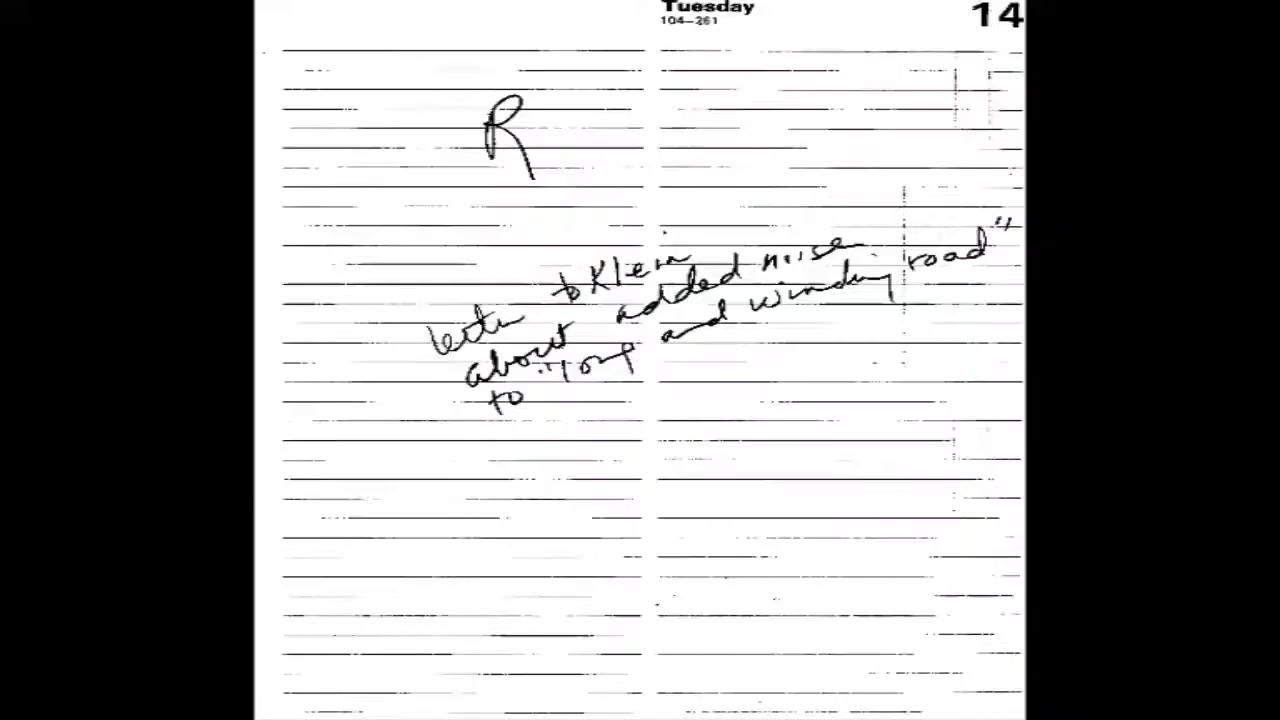 Tuesday
14
104–261
R
letter to Klein
about added noise
to "long and winding road"